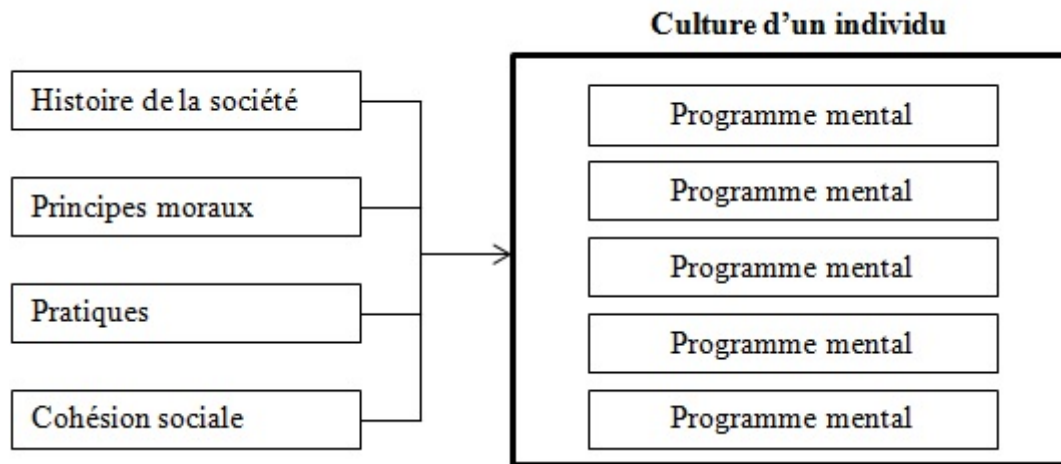 Culture d'un individu
Histoire de la société
Principes moraux
Pratiques
Cohésion sociale
Programme mental
Programme mental
Programme mental
Programme mental
Programme mental